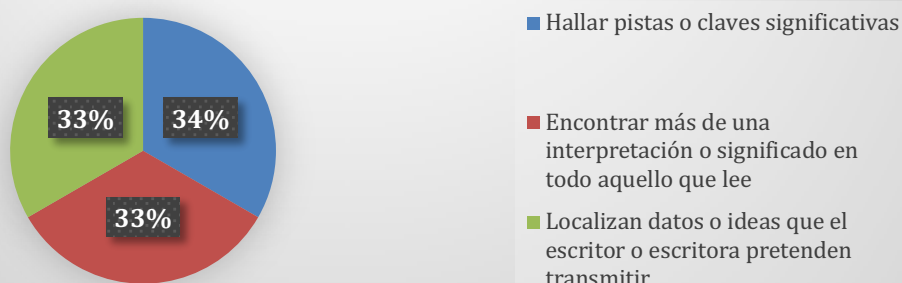 33%
34%
33%
Hallar pistas o claves significativas
Encontrar más de una
interpretación o significado en
todo aquello que lee
Localizan datos o ideas que el
escritor o escritora pretenden
transmitir